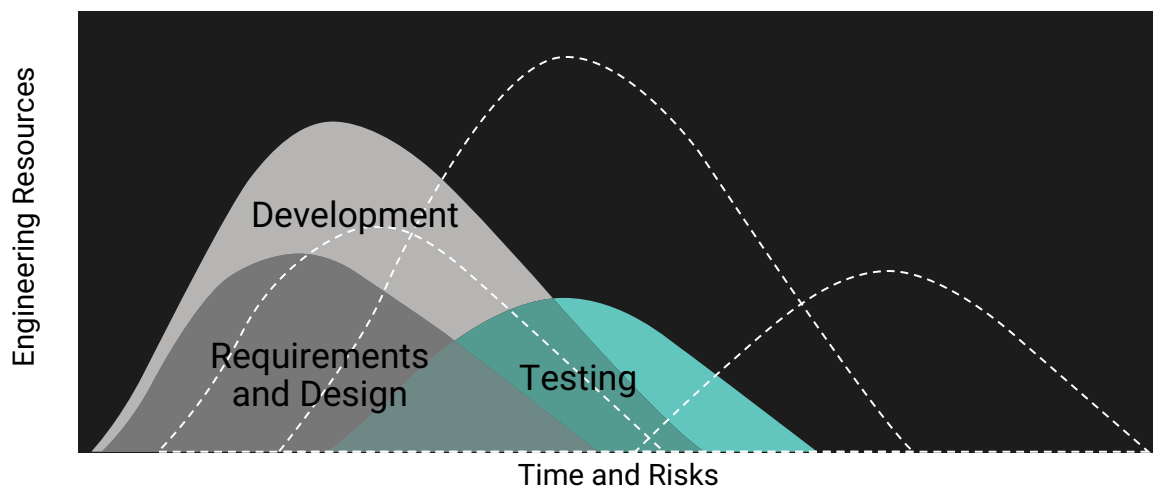 Engineering Resources
Development
Requirements
and Design
Testing
Time and Risks